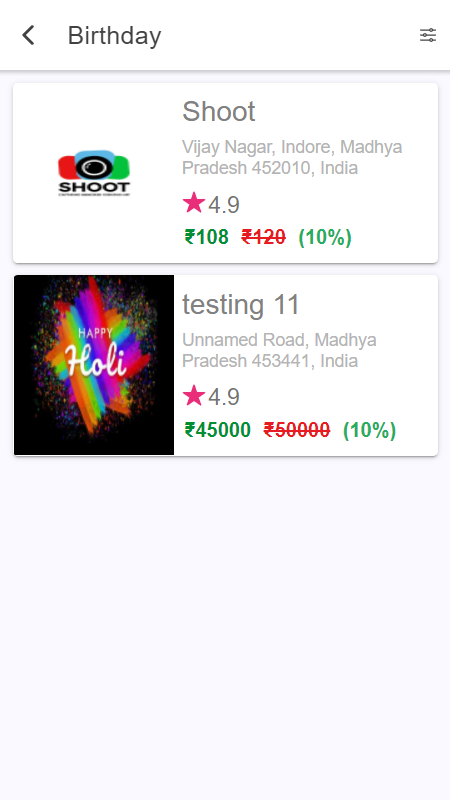 Birthday
SHOOT
Shoot
Vijay Nagar, Indore, Madhya
Pradesh 452010, India
4.9
₹108 ₹120 (10%)
HAPPY
Holi
testing 11
Unnamed Road, Madhya
Pradesh 453441, India
4.9
₹45000 ₹50000 (10%)